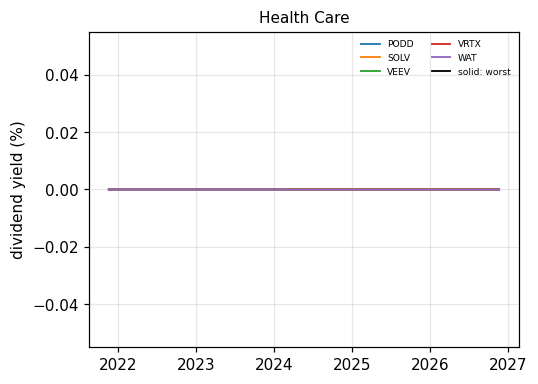 Health Care
PODD
SOLV
VEEV
VRTX
WAT
solid: worst
dividend yield (%)
0.04
0.02
0.00
−0.02
−0.04
2022 2023 2024 2025 2026 2027